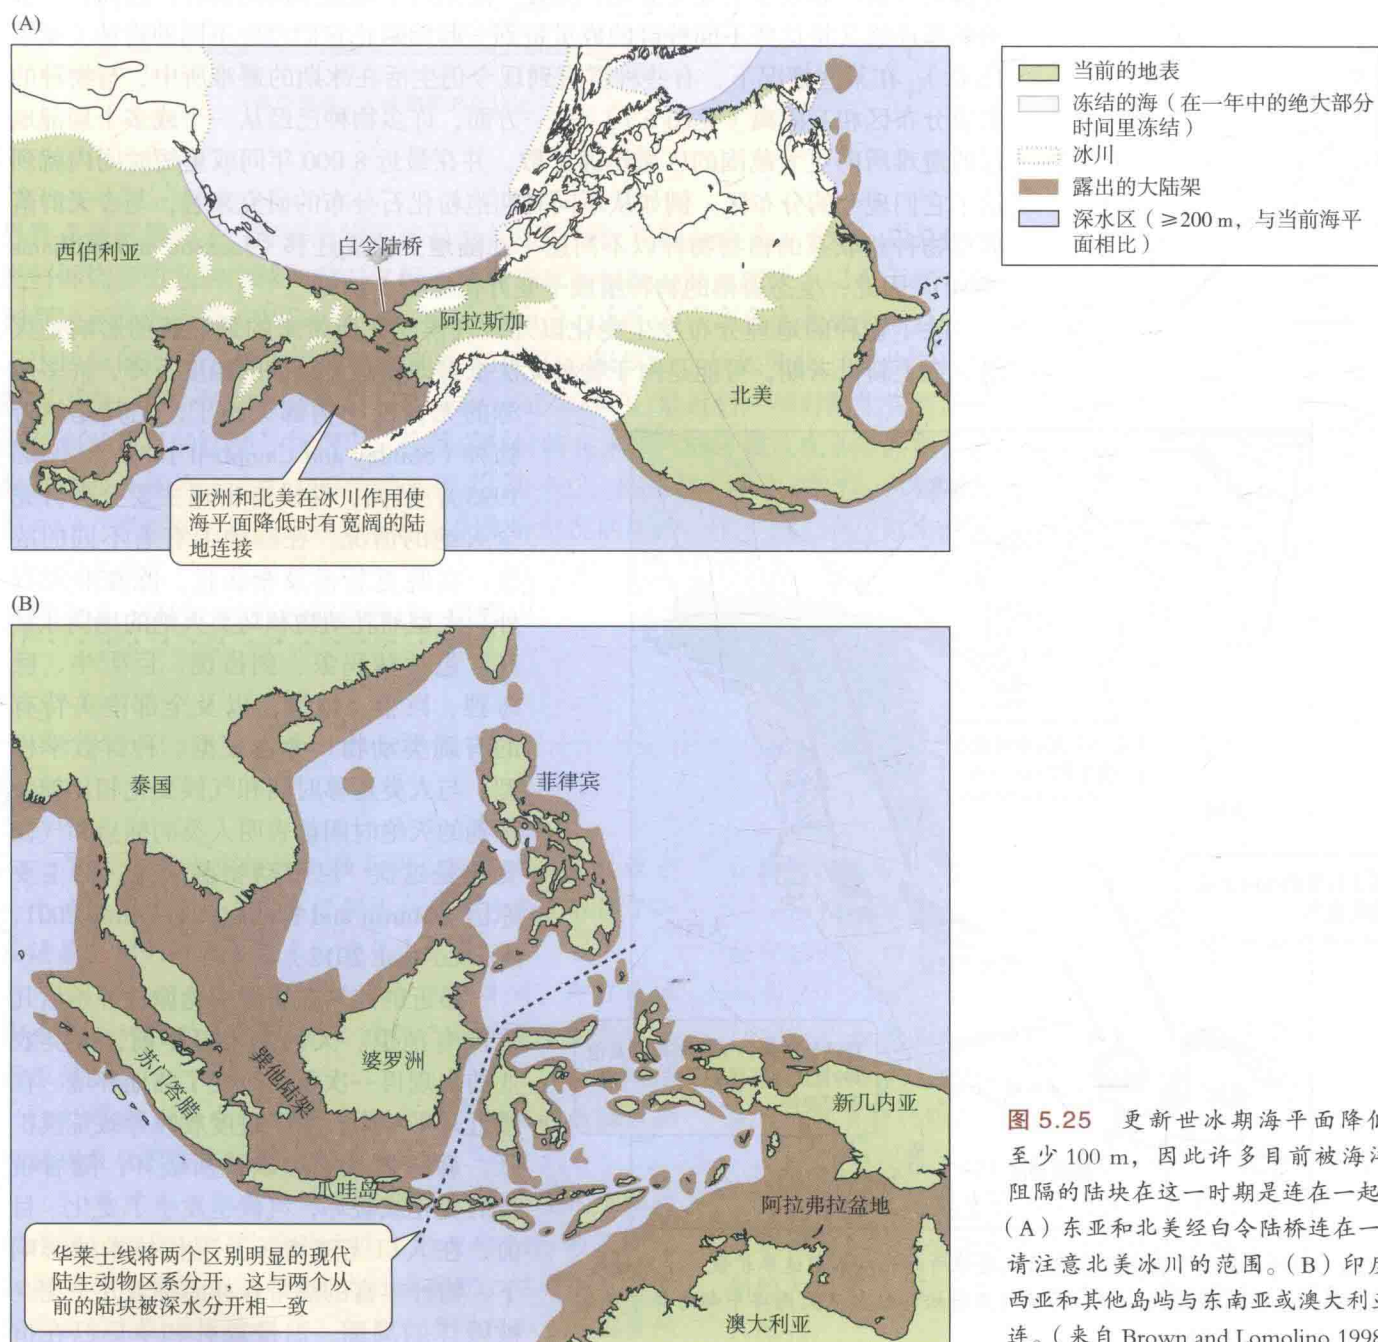 (A)
西伯利亚
白令陆桥
阿拉斯加
北美
亚洲和北美在冰川作用使
海平面降低时有宽阔的陆
地连接
当前的地表
冻结的海（在一年中的绝大部分
时间里冻结）
冰川
露出的大陆架
深水区（≥200 m，与当前海平
面相比）
(B)
泰国
菲律宾
婆罗洲
苏门答腊
巽他陆架
爪哇岛
新几内亚
阿拉弗拉盆地
澳大利亚
华莱士线将两个区别明显的现代
陆生动物区系分开，这与两个从
前的陆块被深水分开相一致
图 5.25 更新世冰期海平面降低
至少 100 m，因此许多目前被海洋
阻隔的陆块在这一时期是连在一起
（A）东亚和北美经白令陆桥连在一
请注意北美冰川的范围。（B）印度
西亚和其他岛屿与东南亚或澳大利亚
连。（来自 Brown and Lomolino 1998